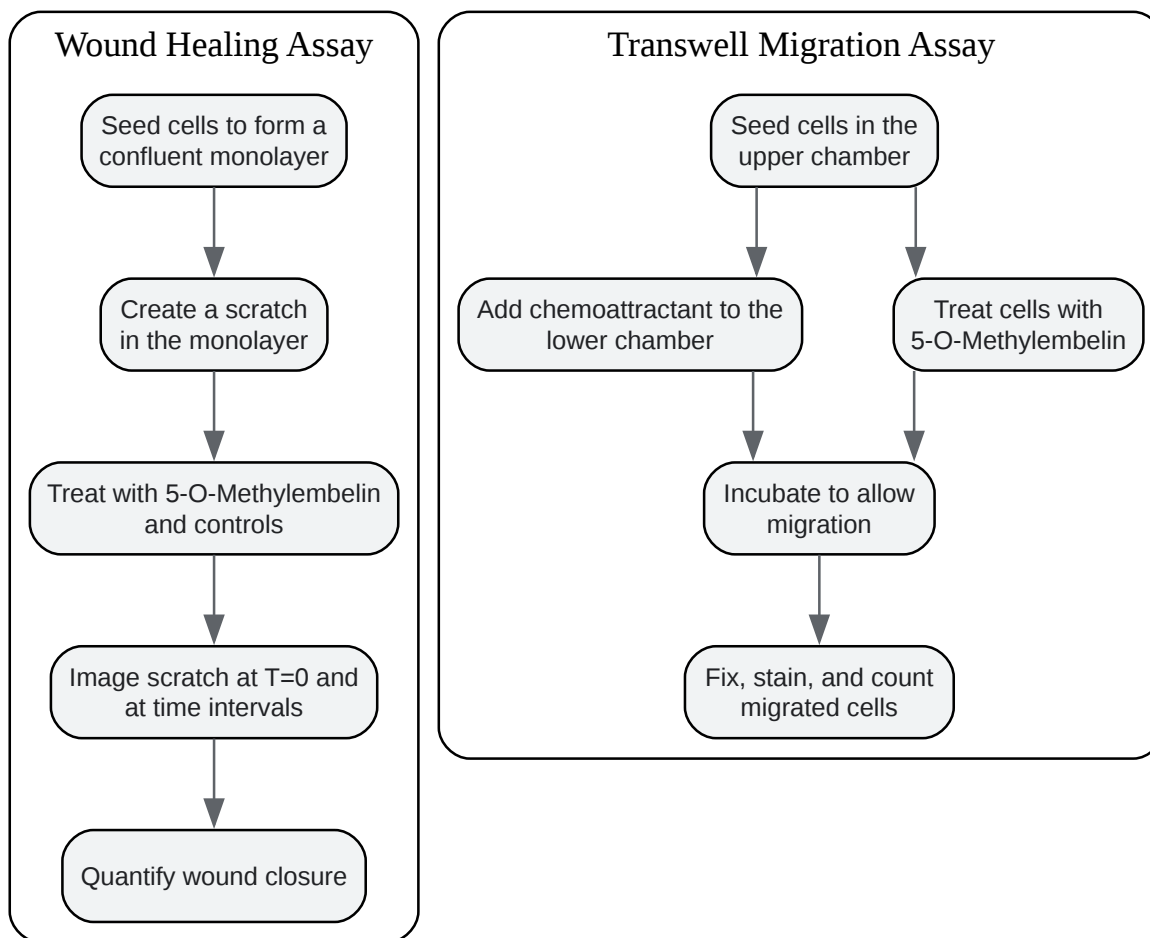 Wound Healing Assay
Seed cells to form a
confluent monolayer
Create a scratch
in the monolayer
Treat with 5-O-Methylembelin
and controls
Image scratch at T=0 and
at time intervals
Quantify wound closure
Transwell Migration Assay
Seed cells in the
upper chamber
Add chemoattractant to the
lower chamber
Treat cells with
5-O-Methylembelin
Incubate to allow
migration
Fix, stain, and count
migrated cells